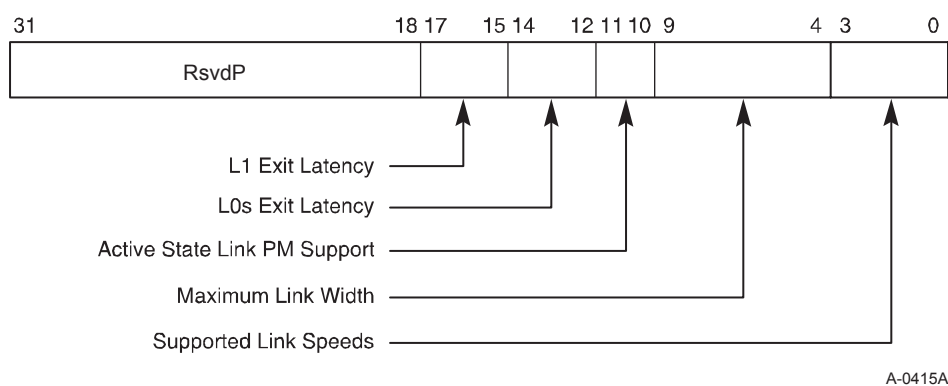 31 18 17 15 14 12 11 10 9 4 3 0
RsvdP
L1 Exit Latency
L0s Exit Latency
Active State Link PM Support
Maximum Link Width
Supported Link Speeds
A-0415A